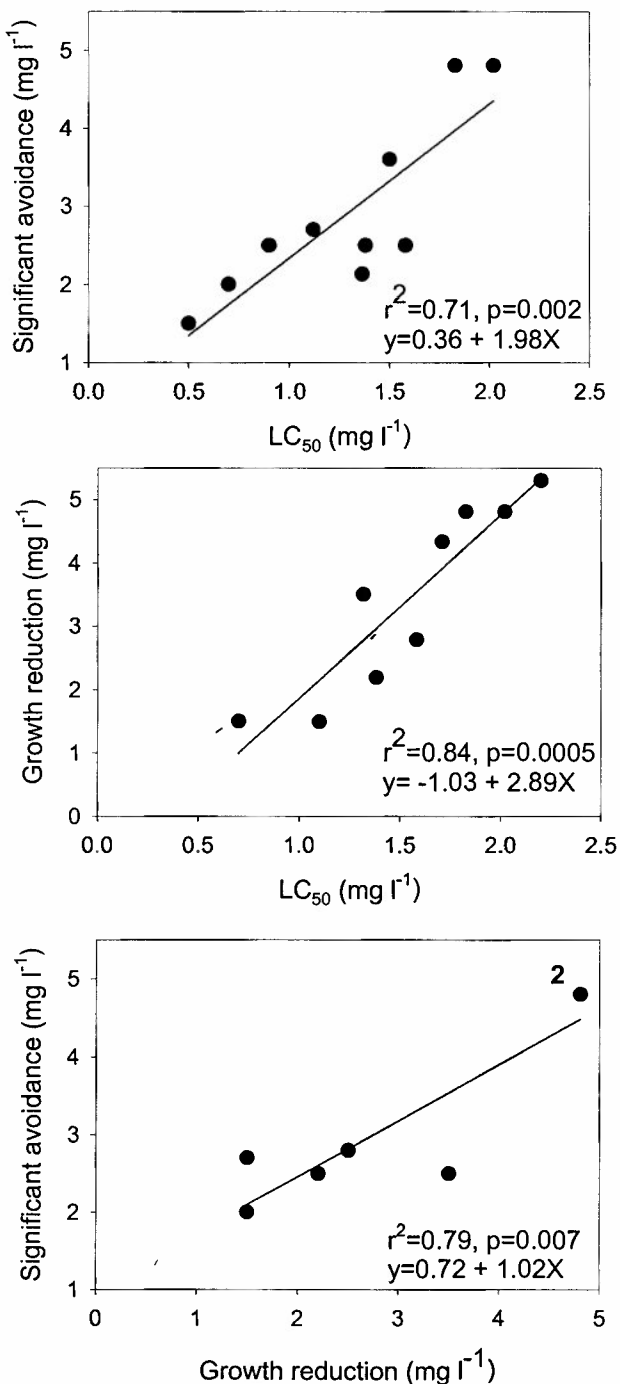 Significant avoidance (mg l⁻¹)
5
4
3
2
1
r²=0.71, p=0.002
y=0.36 + 1.98X
0.0 0.5 1.0 1.5 2.0 2.5
LC₅₀ (mg l⁻¹)
Growth reduction (mg l⁻¹)
5
4
3
2
1
0
r²=0.84, p=0.0005
y= -1.03 + 2.89X
0.0 0.5 1.0 1.5 2.0 2.5
LC₅₀ (mg l⁻¹)
Significant avoidance (mg l⁻¹)
5
4
3
2
1
2
r²=0.79, p=0.007
y=0.72 + 1.02X
0 1 2 3 4 5
Growth reduction (mg l⁻¹)